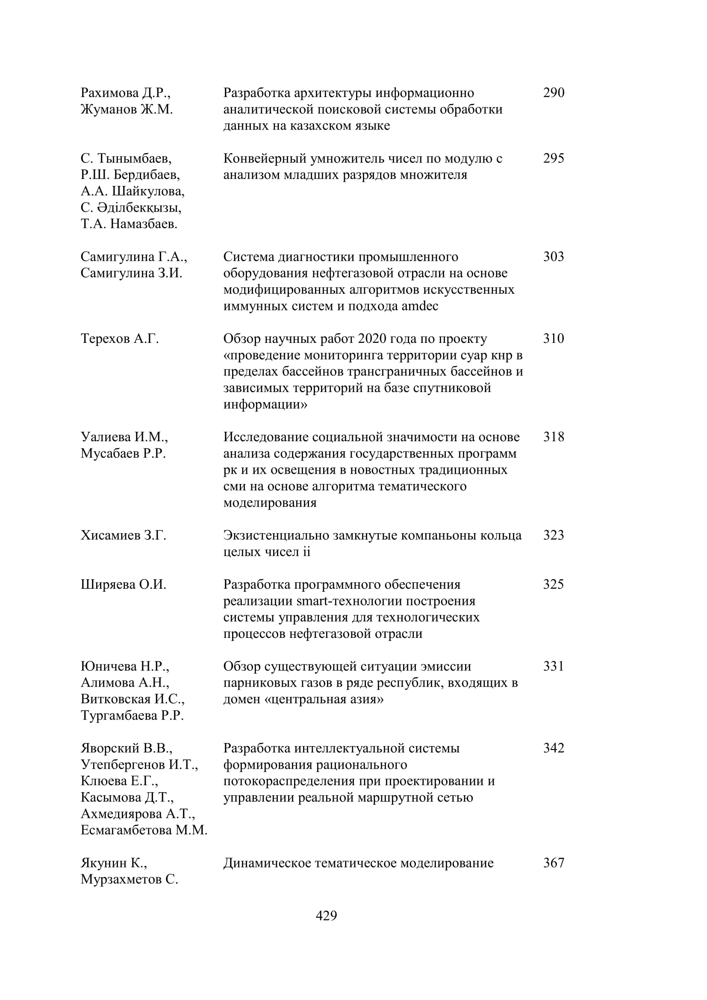 Рахимова Д.Р., Разработка архитектуры информационно 290
Жуманов Ж.М. аналитической поисковой системы обработки
данных на казахском языке
С. Тынымбаев, Конвейерный умножитель чисел по модулю с 295
Р.Ш. Бердибаев, анализом младших разрядов множителя
А.А. Шайкулова,
С. Әділбекқызы,
Т.А. Намазбаев.
Самигулина Г.А., Система диагностики промышленного 303
Самигулина З.И. оборудования нефтегазовой отрасли на основе
модифицированных алгоритмов искусственных
иммунных систем и подхода amdec
Терехов А.Г. Обзор научных работ 2020 года по проекту 310
«проведение мониторинга территории суар кнр в
пределах бассейнов трансграничных бассейнов и
зависимых территорий на базе спутниковой
информации»
Уалиева И.М., Исследование социальной значимости на основе 318
Мусабаев Р.Р. анализа содержания государственных программ
рк и их освещения в новостных традиционных
сми на основе алгоритма тематического
моделирования
Хисамиев З.Г. Экзистенциально замкнутые компаньоны кольца 323
целых чисел ii
Ширяева О.И. Разработка программного обеспечения 325
реализации smart-технологии построения
системы управления для технологических
процессов нефтегазовой отрасли
Юничева Н.Р., Обзор существующей ситуации эмиссии 331
Алимова А.Н., парниковых газов в ряде республик, входящих в
Витковская И.С., домен «центральная азия»
Тургамбаева Р.Р.
Яворский В.В., Разработка интеллектуальной системы 342
Утепбергенов И.Т., формирования рационального
Клюева Е.Г., потокораспределения при проектировании и
Касымова Д.Т., управлении реальной маршрутной сетью
Ахмедиярова А.Т.,
Есмагамбетова М.М.
Якунин К., Динамическое тематическое моделирование 367
Мурзахметов С.
429